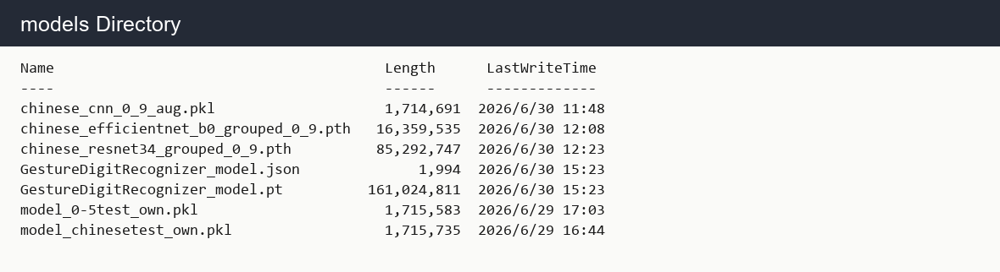 models Directory
Name Length LastWriteTime
---- ------ -------------
chinese_cnn_0_9_aug.pkl 1,714,691 2026/6/30 11:48
chinese_efficientnet_b0_grouped_0_9.pth 16,359,535 2026/6/30 12:08
chinese_resnet34_grouped_0_9.pth 85,292,747 2026/6/30 12:23
GestureDigitRecognizer_model.json 1,994 2026/6/30 15:23
GestureDigitRecognizer_model.pt 161,024,811 2026/6/30 15:23
model_0-5test_own.pkl 1,715,583 2026/6/29 17:03
model_chinesetest_own.pkl 1,715,735 2026/6/29 16:44